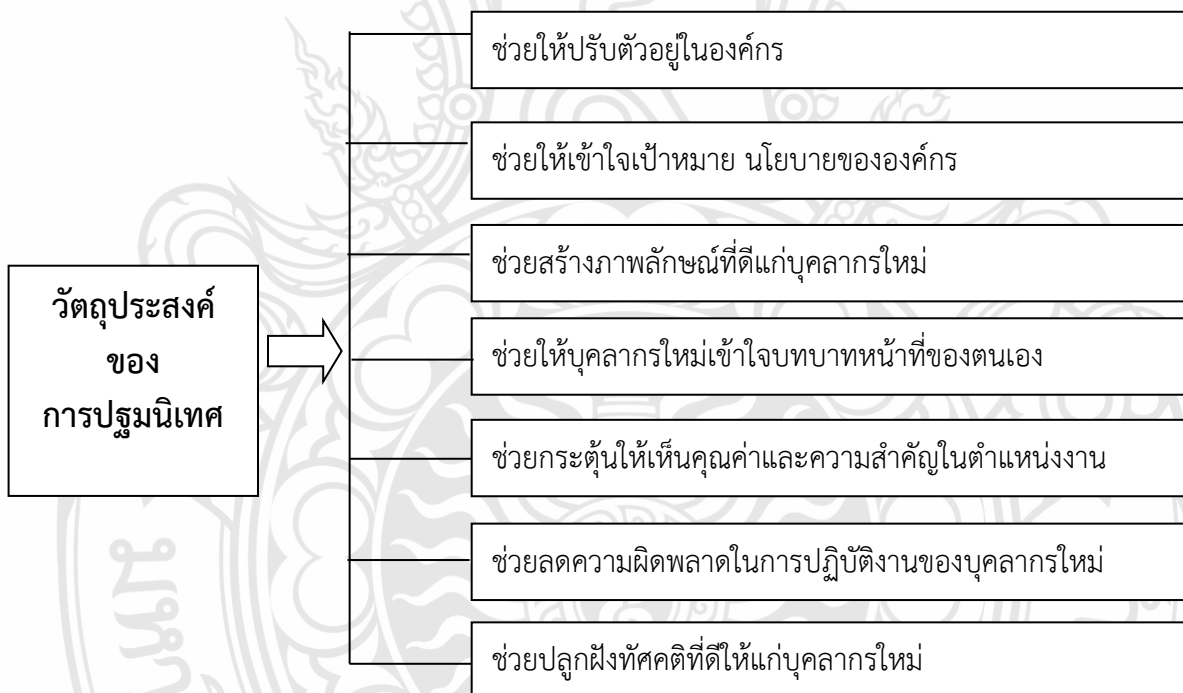 ช่วยให้ปรับตัวอยู่ในองค์กร
ช่วยให้เข้าใจเป้าหมาย นโยบายขององค์กร
ช่วยสร้างภาพลักษณ์ที่ดีแก่บุคลากรใหม่
วัตถุประสงค์
ของ
การปฐมนิเทศ
ช่วยให้บุคลากรใหม่เข้าใจบทบาทหน้าที่ของตนเอง
ช่วยกระตุ้นให้เห็นคุณค่าและความสำคัญในตำแหน่งงาน
ช่วยลดความผิดพลาดในการปฏิบัติงานของบุคลากรใหม่
ช่วยปลูกฝังทัศคติที่ดีให้แก่บุคลากรใหม่